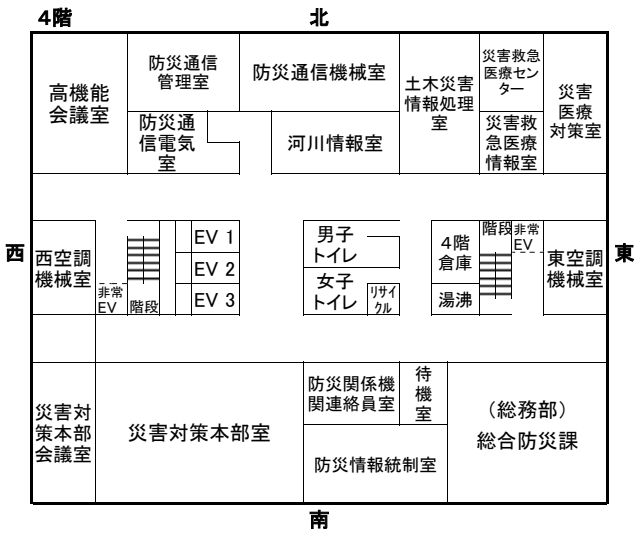 4階
北
高機能
会議室
防災通信
管理室
防災通信機械室
土木災害
情報処理
室
災害救急
医療セン
ター
災害
医療
対策室
防災通
信電気
室
河川情報室
災害救
急医療
情報室
西
西空調
機械室
非常
EV
階段
EV 1
EV 2
EV 3
男子
トイレ
女子
トイレ
リサイ
クル
4階
倉庫
湯沸
階段
非常
EV
東空調
機械室
東
災害対
策本部
会議室
災害対策本部室
防災関係機
関連絡員室
待
機
室
防災情報統制室
（総務部）
総合防災課
南